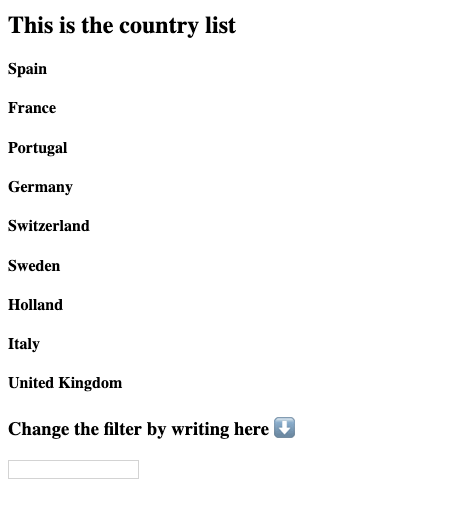 This is the country list
Spain
France
Portugal
Germany
Switzerland
Sweden
Holland
Italy
United Kingdom
Change the filter by writing here ⬇️